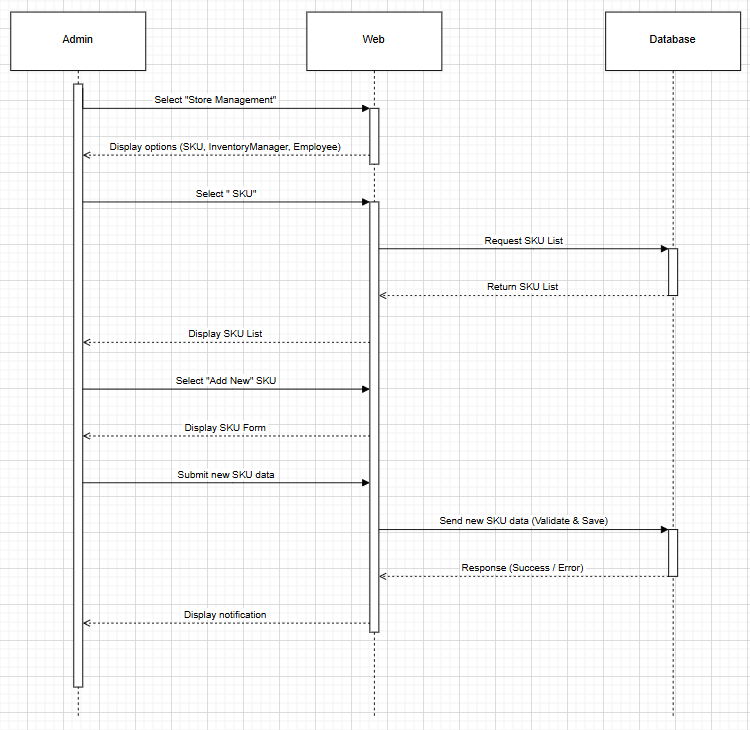 Admin
Web
Database
Select "Store Management"
Display options (SKU, InventoryManager, Employee)
Select " SKU"
Request SKU List
Return SKU List
Display SKU List
Select "Add New" SKU
Display SKU Form
Submit new SKU data
Send new SKU data (Validate & Save)
Response (Success / Error)
Display notification